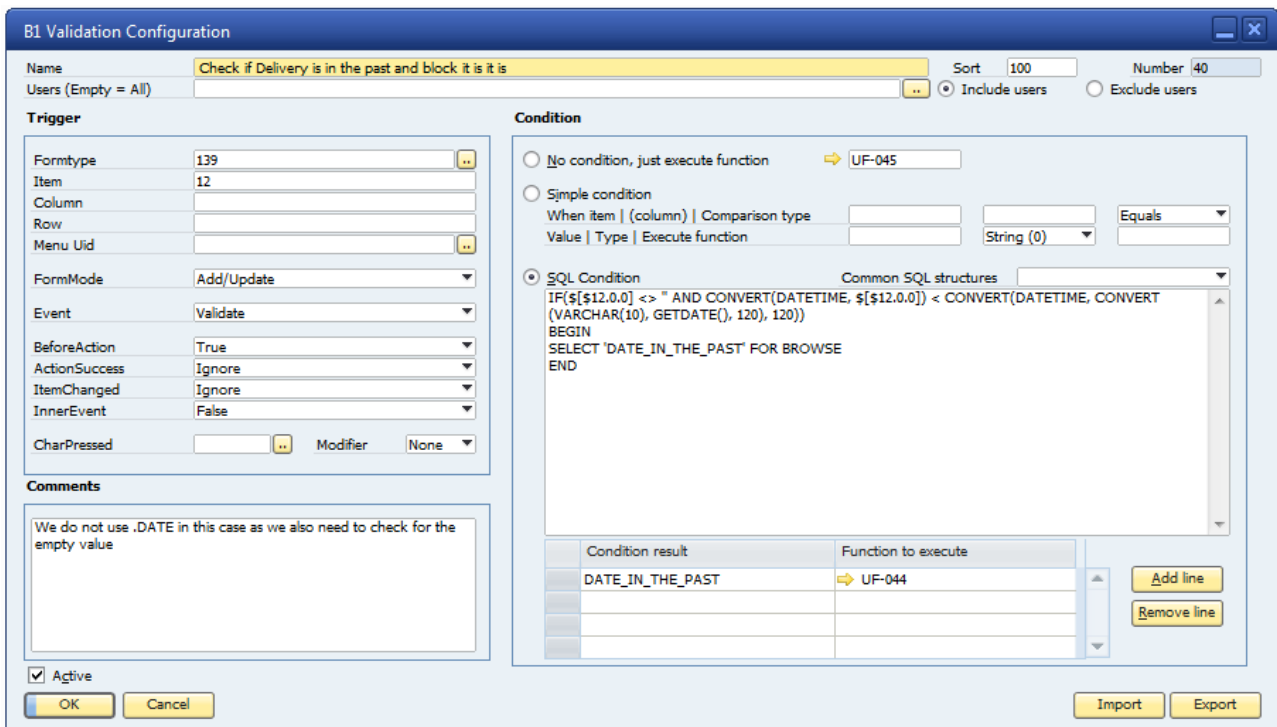 B1 Validation Configuration
Name Check if Delivery is in the past and block it is it is Sort 100 Number 40
Users (Empty = All) .. Include users Exclude users
Trigger
Formtype 139 ..
Item 12
Column
Row
Menu Uid ..
FormMode Add/Update
Event Validate
BeforeAction True
ActionSuccess Ignore
ItemChanged Ignore
InnerEvent False
CharPressed .. Modifier None
Comments
We do not use .DATE in this case as we also need to check for the
empty value
Condition
No condition, just execute function UF-045
Simple condition
When item | (column) | Comparison type Equals
Value | Type | Execute function String (0)
SQL Condition Common SQL structures
IF($[$12.0.0] <> '' AND CONVERT(DATETIME, $[$12.0.0]) < CONVERT(DATETIME, CONVERT
(VARCHAR(10), GETDATE(), 120), 120))
BEGIN
SELECT 'DATE_IN_THE_PAST' FOR BROWSE
END
Condition result Function to execute
DATE_IN_THE_PAST UF-044
Add line
Remove line
Active
OK Cancel Import Export